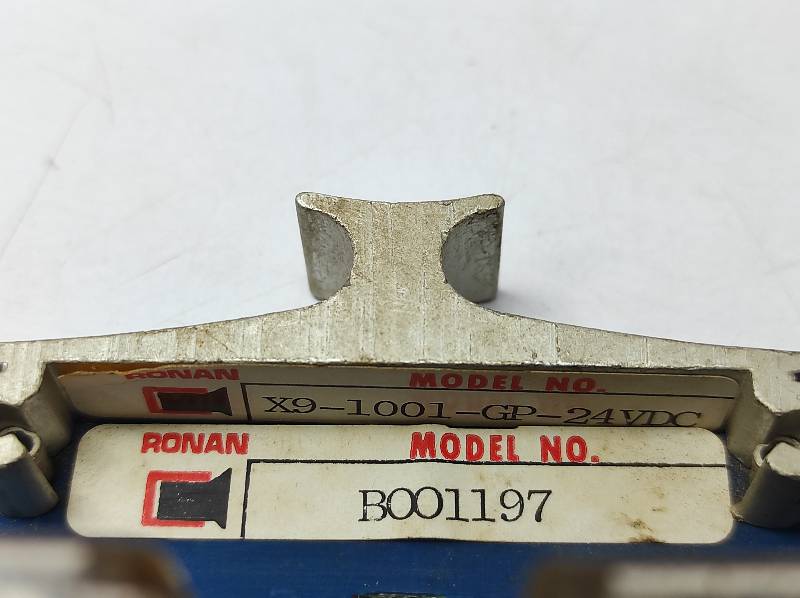 RONAN MODEL NO.
X9-1001-GP-24VDC
RONAN MODEL NO.
B001197